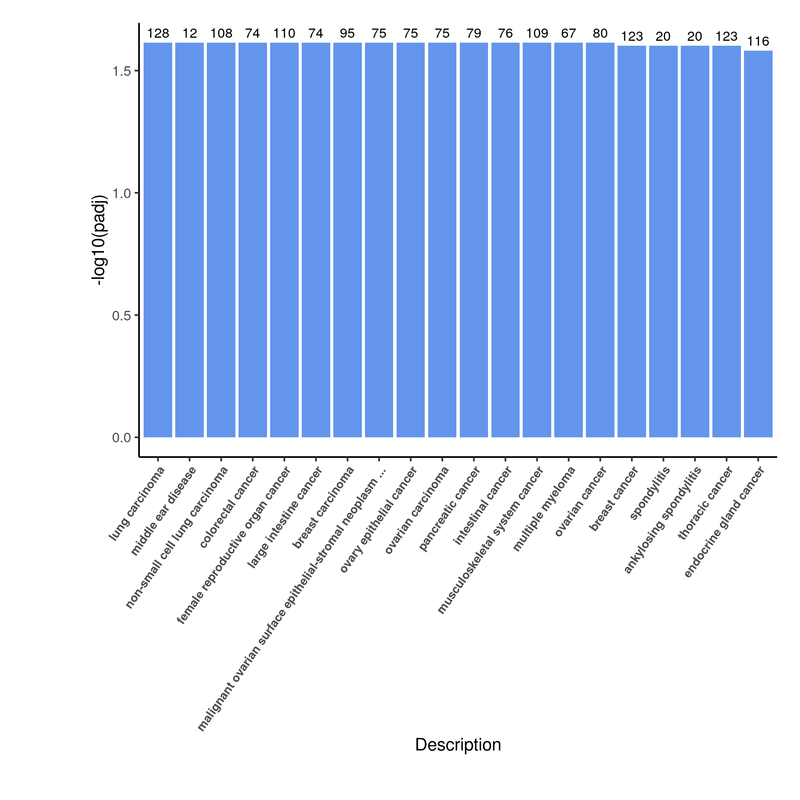 128 12 108 74 110 74 95 75 75 75 79 76 109 67 80 123 20 20 123 116
1.5
1.0
0.5
0.0
-log10(padj)
lung carcinoma
middle ear disease
non-small cell lung carcinoma
colorectal cancer
female reproductive organ cancer
large intestine cancer
breast carcinoma
malignant ovarian surface epithelial-stromal neoplasm ...
ovary epithelial cancer
ovarian carcinoma
pancreatic cancer
intestinal cancer
musculoskeletal system cancer
multiple myeloma
ovarian cancer
breast cancer
spondylitis
ankylosing spondylitis
thoracic cancer
endocrine gland cancer
Description